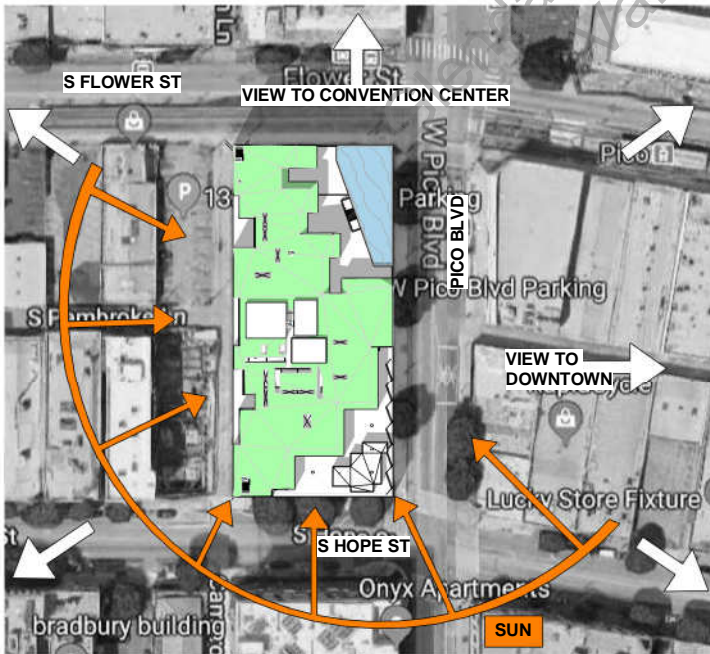 S FLOWER ST
Flower St
VIEW TO CONVENTION CENTER
Pico
P
13
Parking
W Pico Blvd
PICO BLVD
W Pico Blvd Parking
S Pembroke Ln
VIEW TO
DOWNTOWN
Lucky Store Fixture
S HOPE ST
Onyx Apartments
bradbury building
SUN